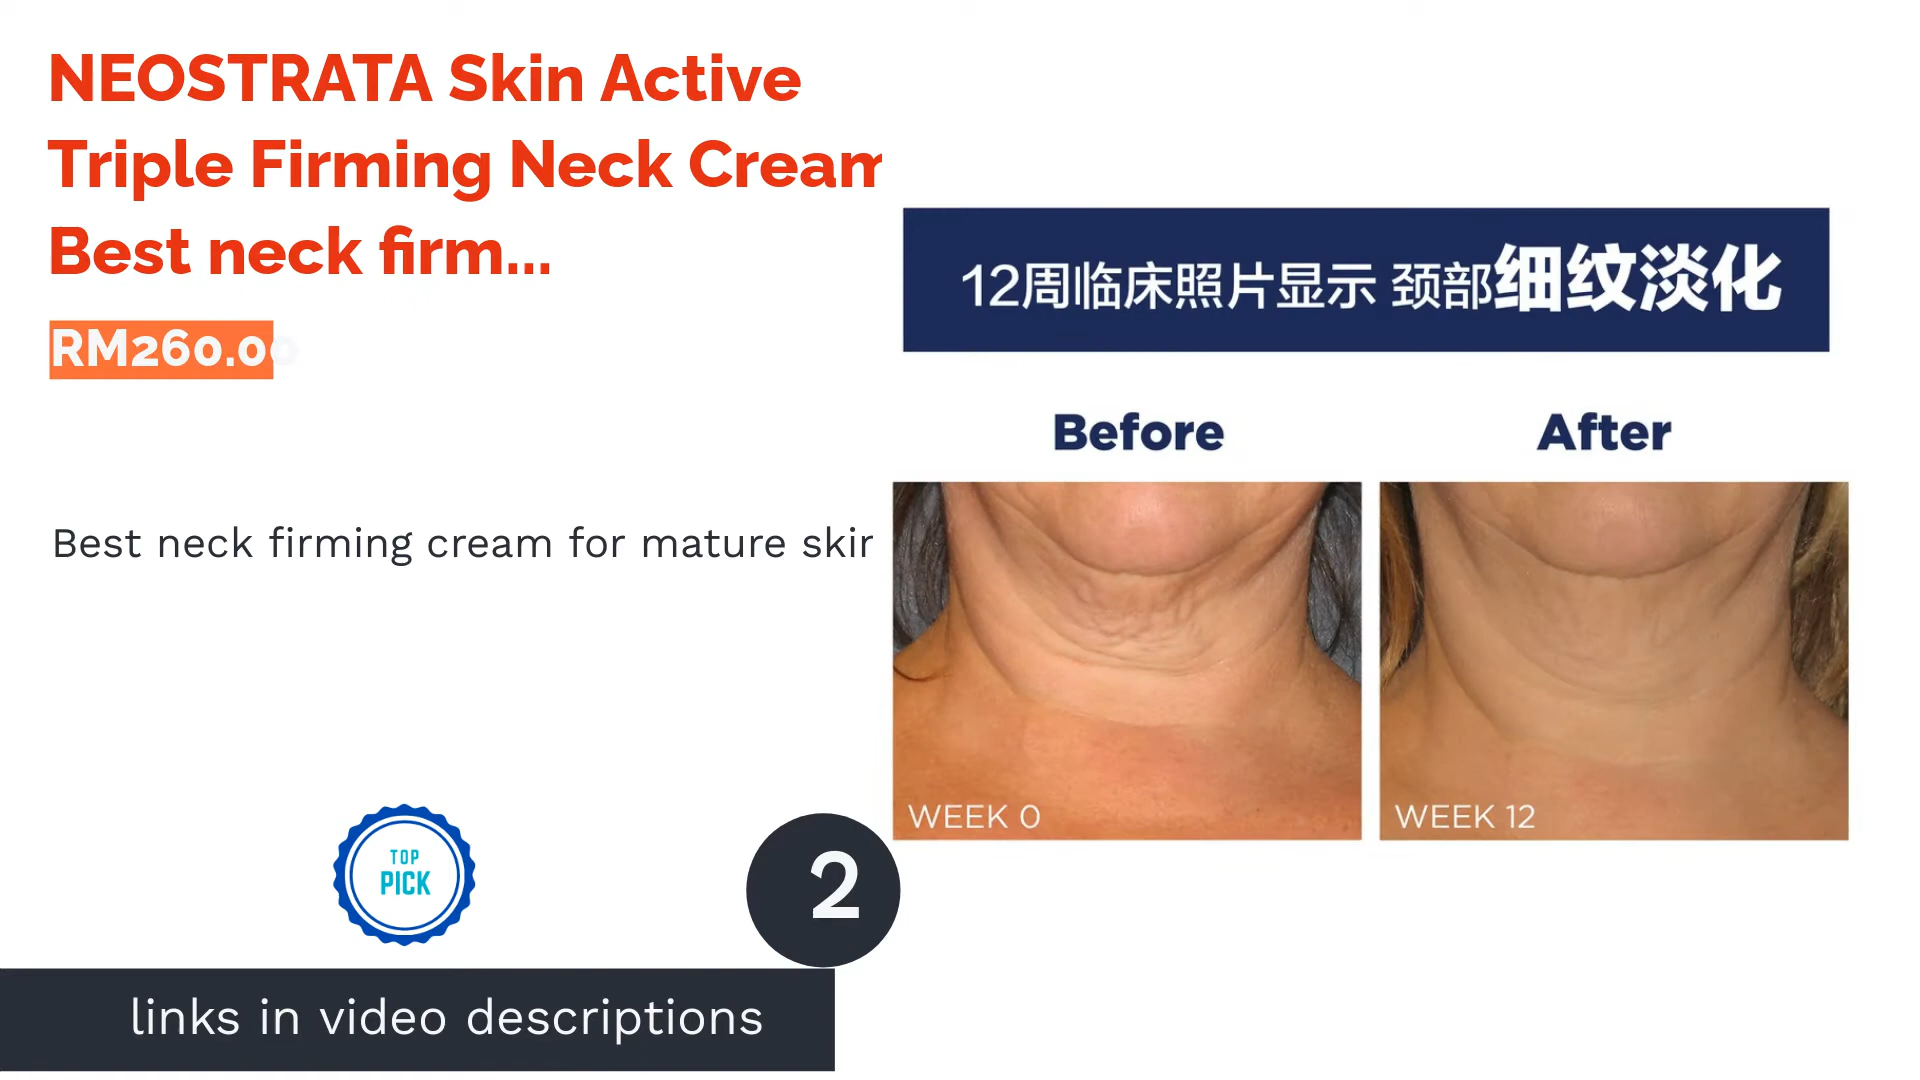 NEOSTRATA Skin Active
Triple Firming Neck Cream
Best neck firm...
RM260.00
12周临床照片显示 颈部细纹淡化
Before
After
Best neck firming cream for mature skin
WEEK 0
WEEK 12
TOP
PICK
2
links in video descriptions